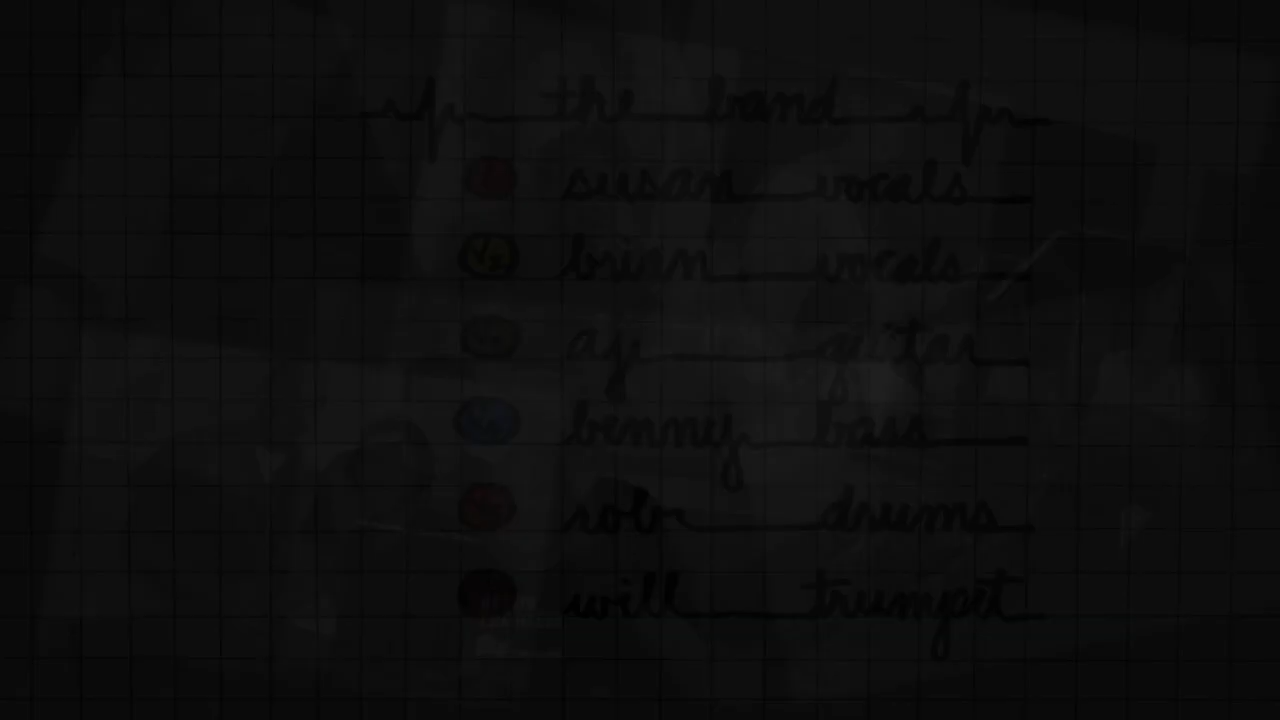 the band
susan vocals
brian vocals
aj guitar
benny bass
rob drums
will trumpet